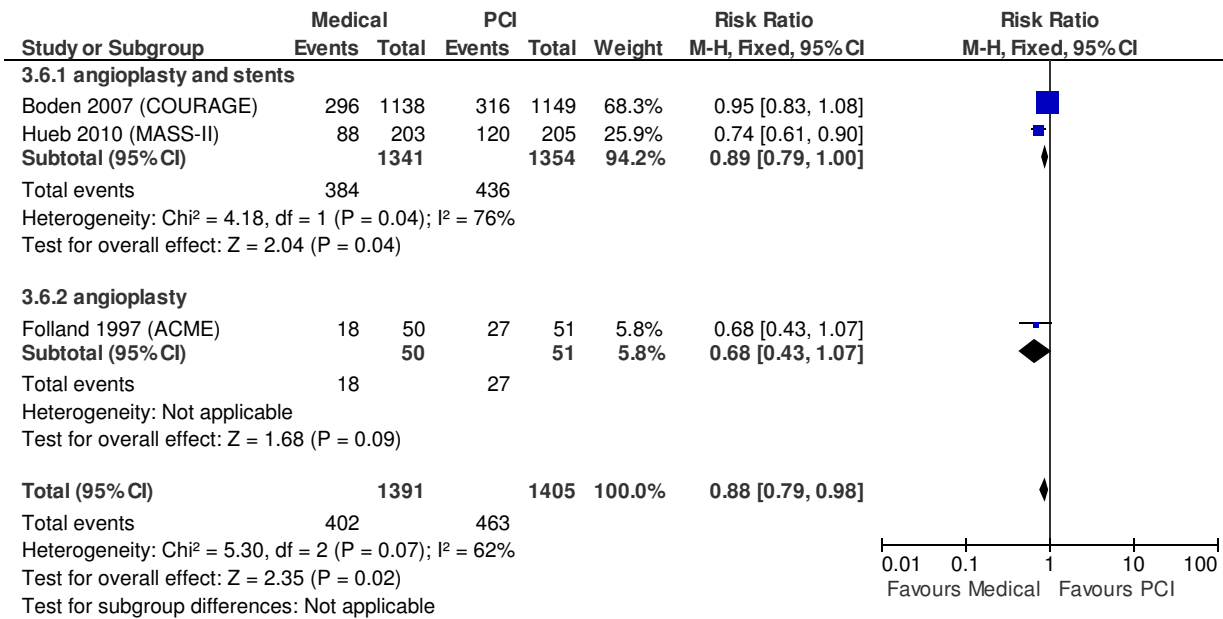 Medical PCI Risk Ratio Risk Ratio
Study or Subgroup Events Total Events Total Weight M-H, Fixed, 95% CI M-H, Fixed, 95% CI
3.6.1 angioplasty and stents
Boden 2007 (COURAGE) 296 1138 316 1149 68.3% 0.95 [0.83, 1.08]
Hueb 2010 (MASS-II) 88 203 120 205 25.9% 0.74 [0.61, 0.90]
Subtotal (95% CI) 1341 1354 94.2% 0.89 [0.79, 1.00]
Total events 384 436
Heterogeneity: Chi² = 4.18, df = 1 (P = 0.04); I² = 76%
Test for overall effect: Z = 2.04 (P = 0.04)
3.6.2 angioplasty
Folland 1997 (ACME) 18 50 27 51 5.8% 0.68 [0.43, 1.07]
Subtotal (95% CI) 50 51 5.8% 0.68 [0.43, 1.07]
Total events 18 27
Heterogeneity: Not applicable
Test for overall effect: Z = 1.68 (P = 0.09)
Total (95% CI) 1391 1405 100.0% 0.88 [0.79, 0.98]
Total events 402 463
Heterogeneity: Chi² = 5.30, df = 2 (P = 0.07); I² = 62%
Test for overall effect: Z = 2.35 (P = 0.02)
Test for subgroup differences: Not applicable
0.01 0.1 1 10 100
Favours Medical Favours PCI